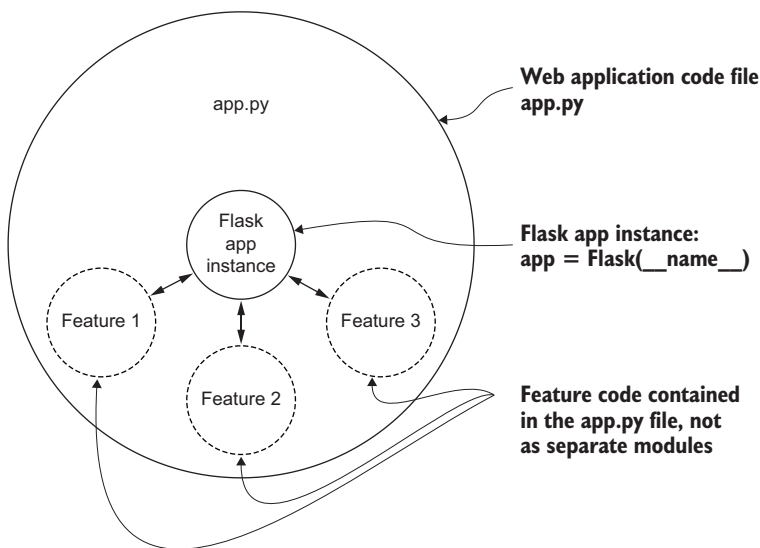 Web application code file
app.py
app.py
Flask
app
instance
Flask app instance:
app = Flask(__name__)
Feature 1
Feature 3
Feature 2
Feature code contained
in the app.py file, not
as separate modules